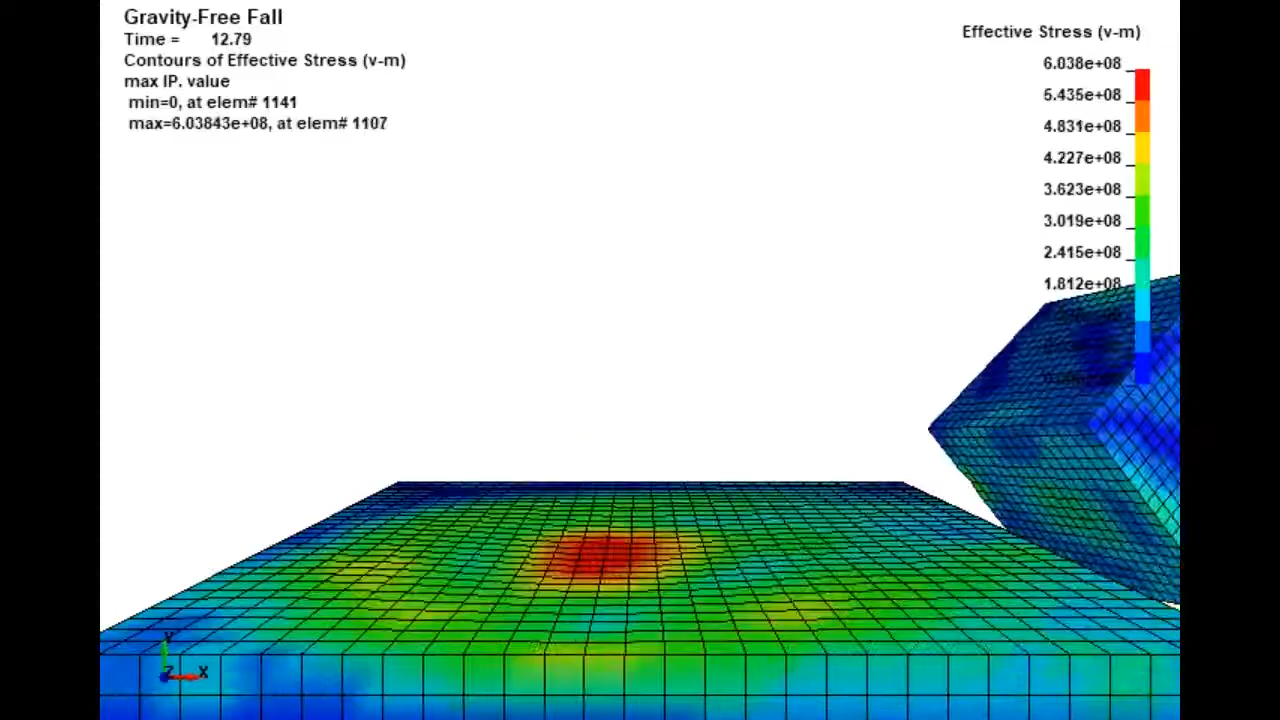 Gravity-Free Fall
Time = 12.79
Contours of Effective Stress (v-m)
max IP. value
min=0, at elem# 1141
max=6.03843e+08, at elem# 1107
Effective Stress (v-m)
6.038e+08
5.435e+08
4.831e+08
4.227e+08
3.623e+08
3.019e+08
2.415e+08
1.812e+08
Y
Z X